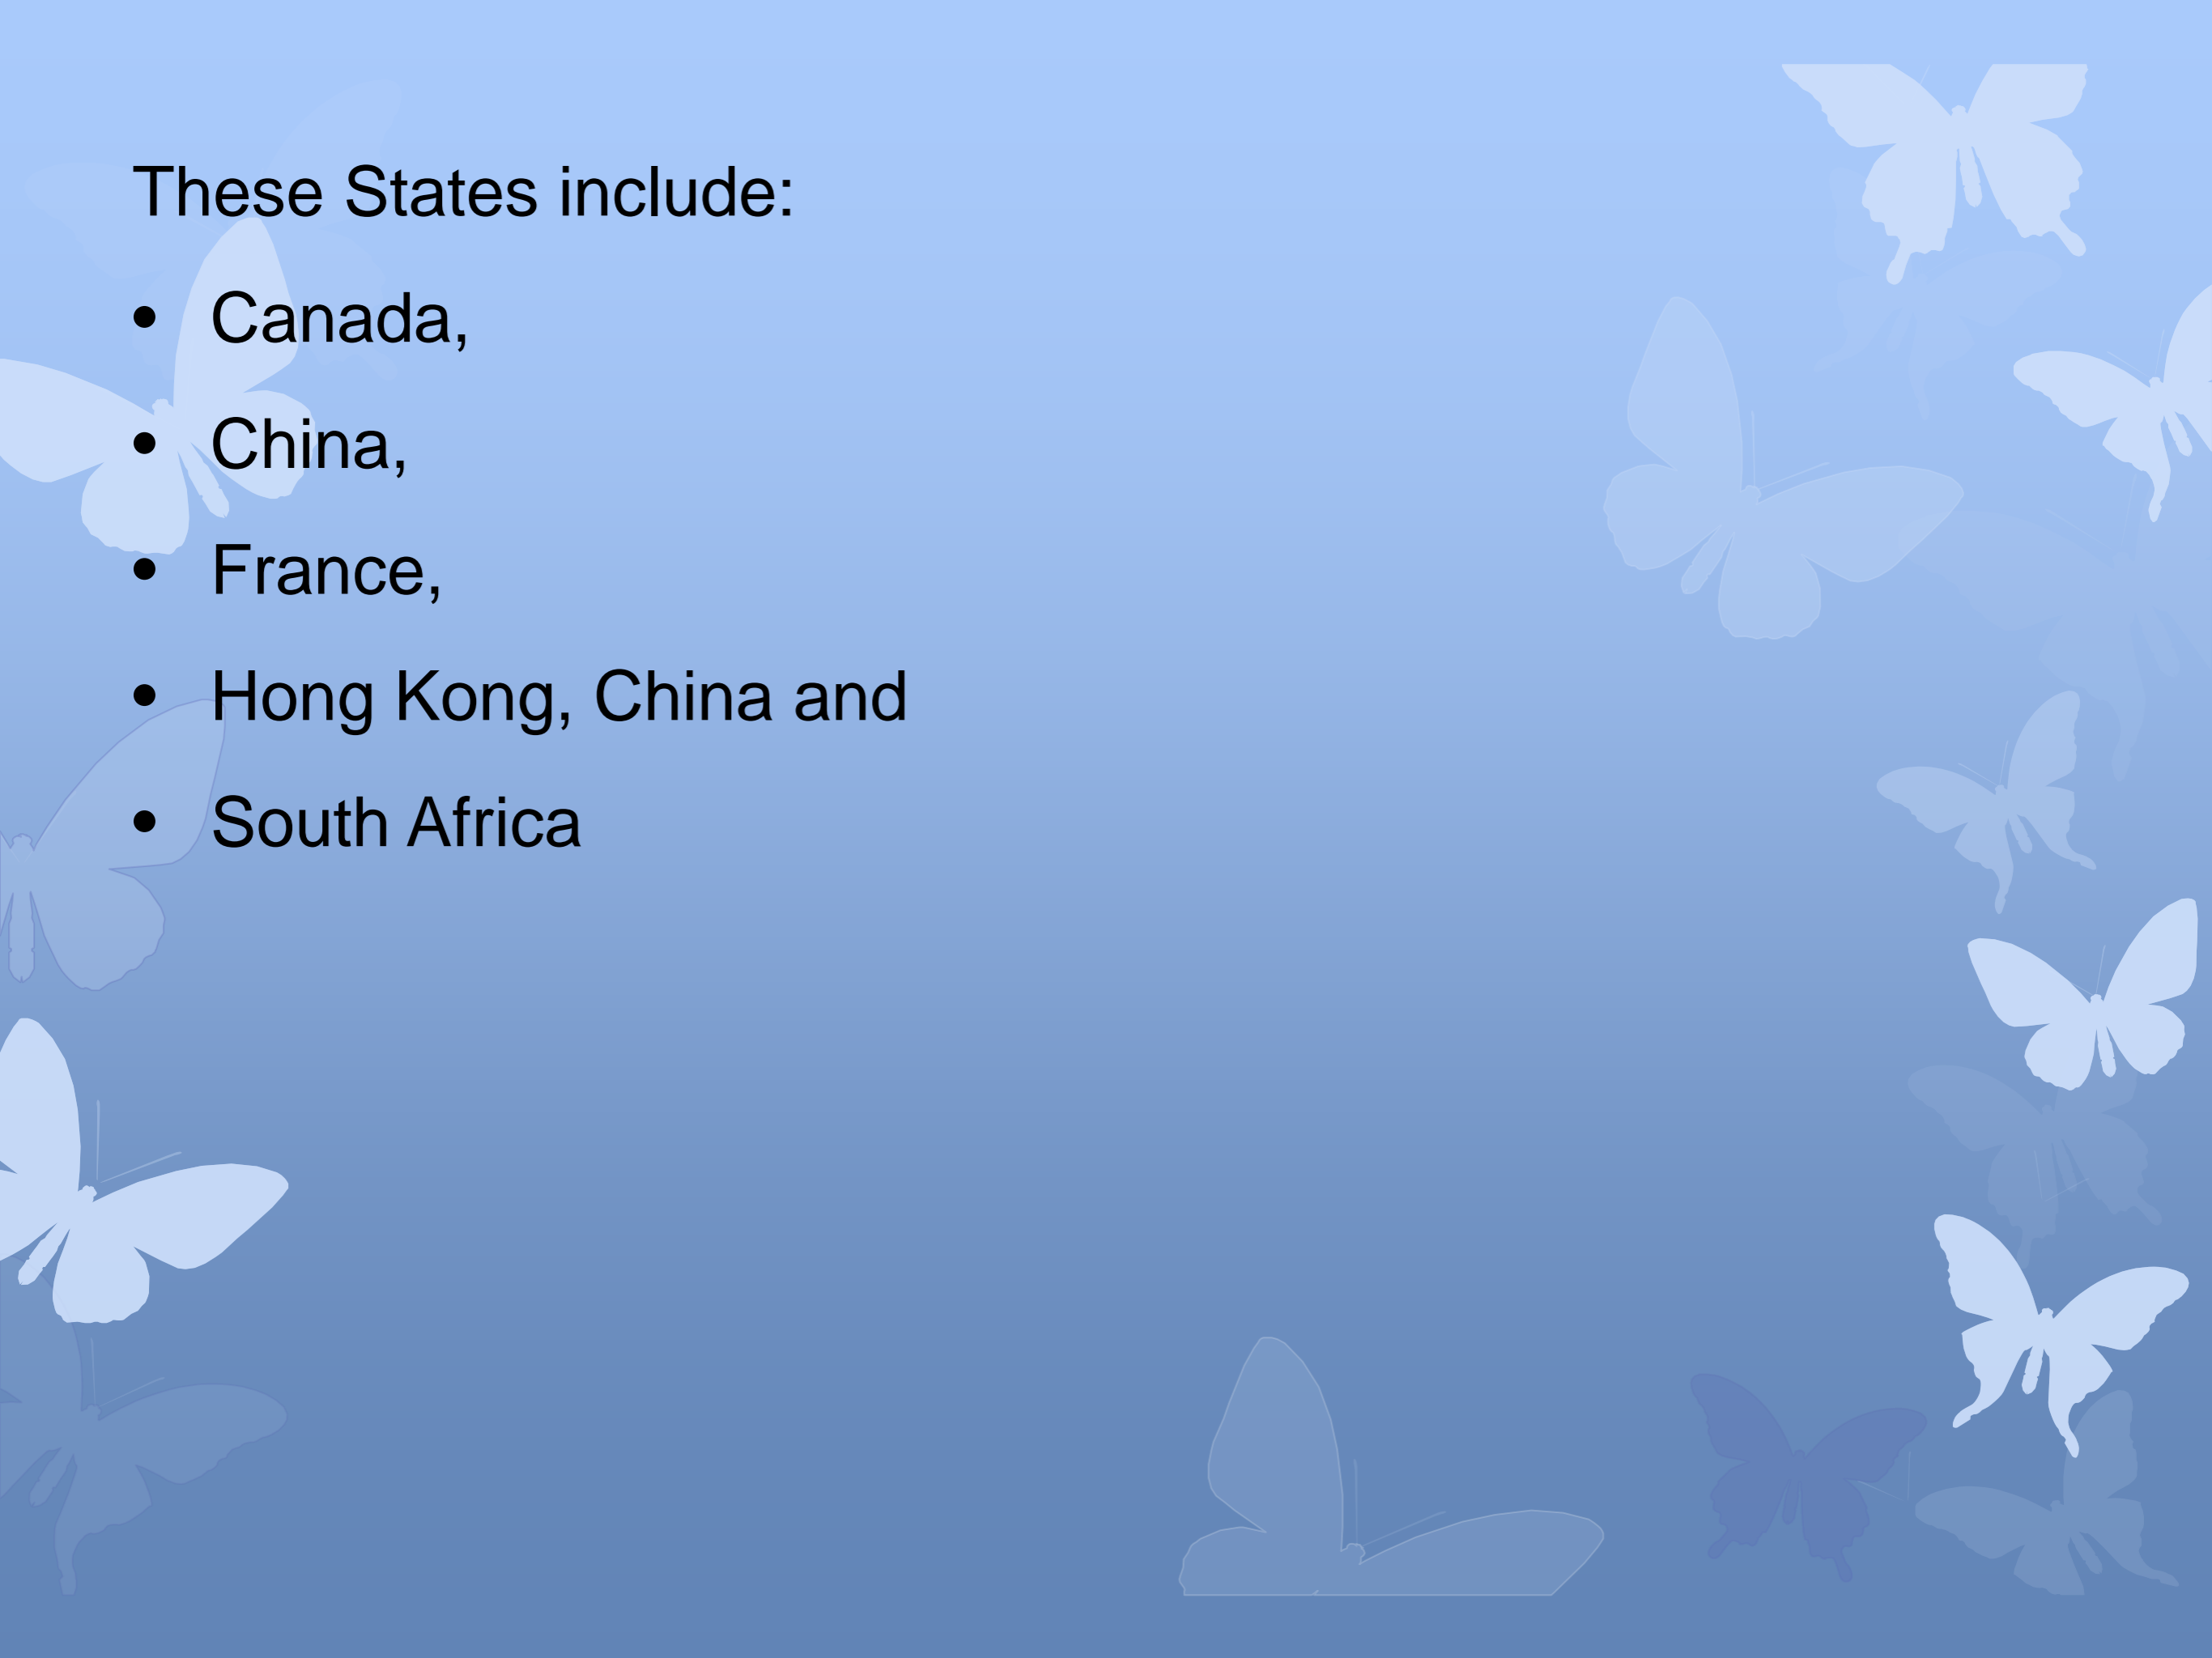 These States include:
• Canada,
• China,
• France,
• Hong Kong, China and
• South Africa